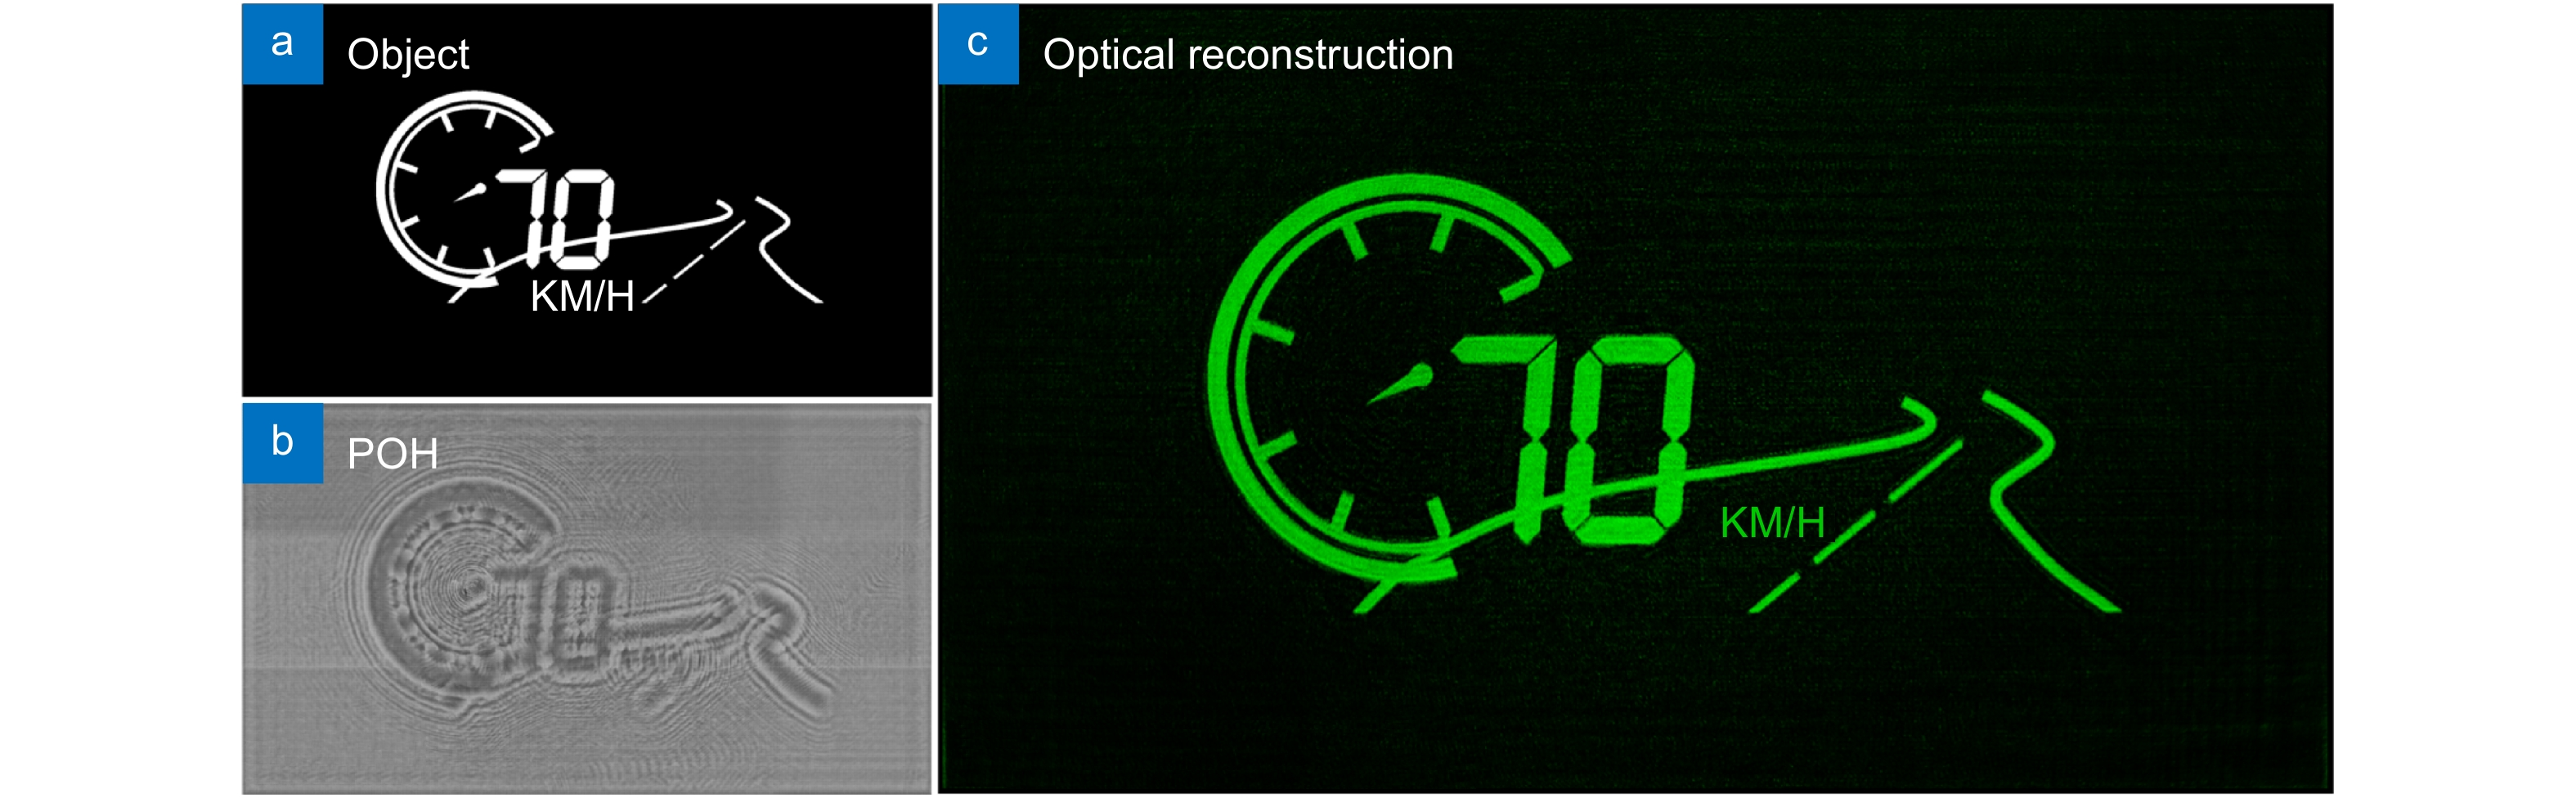 a
Object
70
KM/H
b
POH
c
Optical reconstruction
70
KM/H